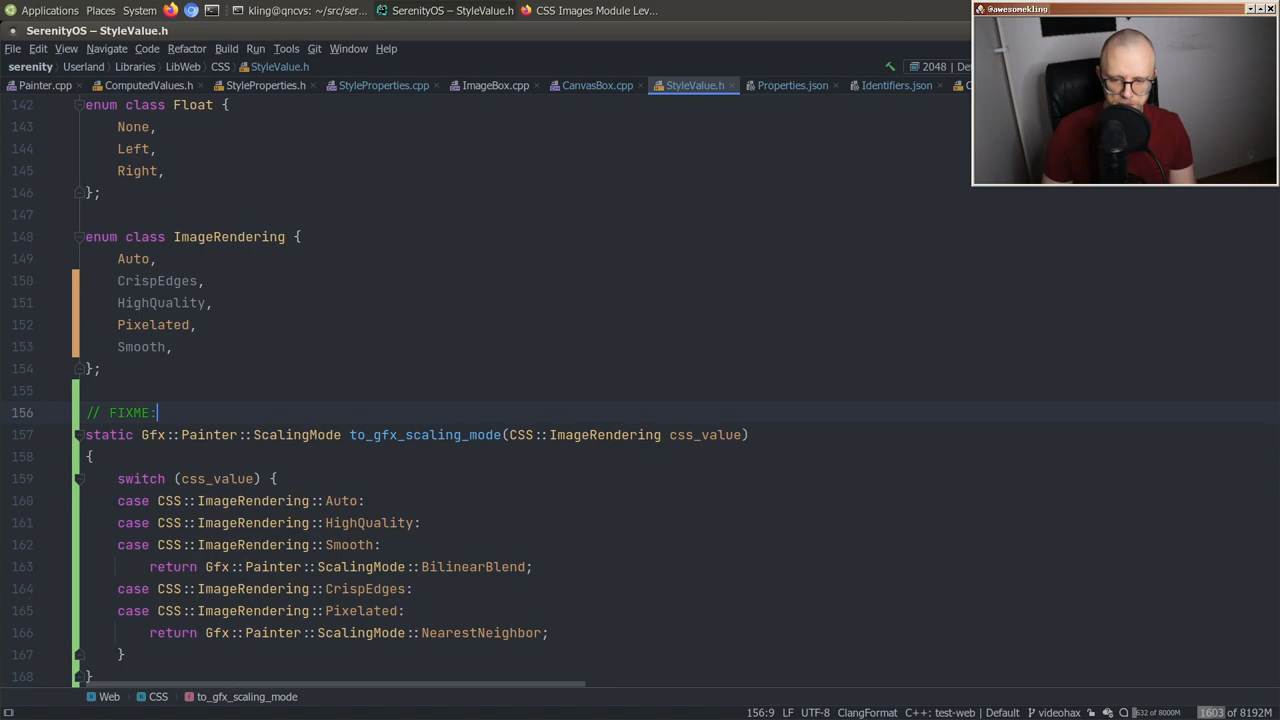 Applications Places System kling@gncvs: ~/src/ser... SerenityOS — StyleValue.h CSS Images Module Lev...
@awesomekling
SerenityOS – StyleValue.h
File Edit View Navigate Code Refactor Build Run Tools Git Window Help
serenity Userland Libraries LibWeb CSS StyleValue.h 2048
Painter.cpp ComputedValues.h StyleProperties.h StyleProperties.cpp ImageBox.cpp CanvasBox.cpp StyleValue.h Properties.json Identifiers.json
142 enum class Float {
143 None,
144 Left,
145 Right,
146 };
147
148 enum class ImageRendering {
149 Auto,
150 CrispEdges,
151 HighQuality,
152 Pixelated,
153 Smooth,
154 };
155
156 // FIXME:
157 static Gfx::Painter::ScalingMode to_gfx_scaling_mode(CSS::ImageRendering css_value)
158 {
159 switch (css_value) {
160 case CSS::ImageRendering::Auto:
161 case CSS::ImageRendering::HighQuality:
162 case CSS::ImageRendering::Smooth:
163 return Gfx::Painter::ScalingMode::BilinearBlend;
164 case CSS::ImageRendering::CrispEdges:
165 case CSS::ImageRendering::Pixelated:
166 return Gfx::Painter::ScalingMode::NearestNeighbor;
167 }
168 }
Web CSS to_gfx_scaling_mode
156:9 LF UTF-8 ClangFormat C++: test-web | Default videohax 632 of 8000M 1603 of 8192M